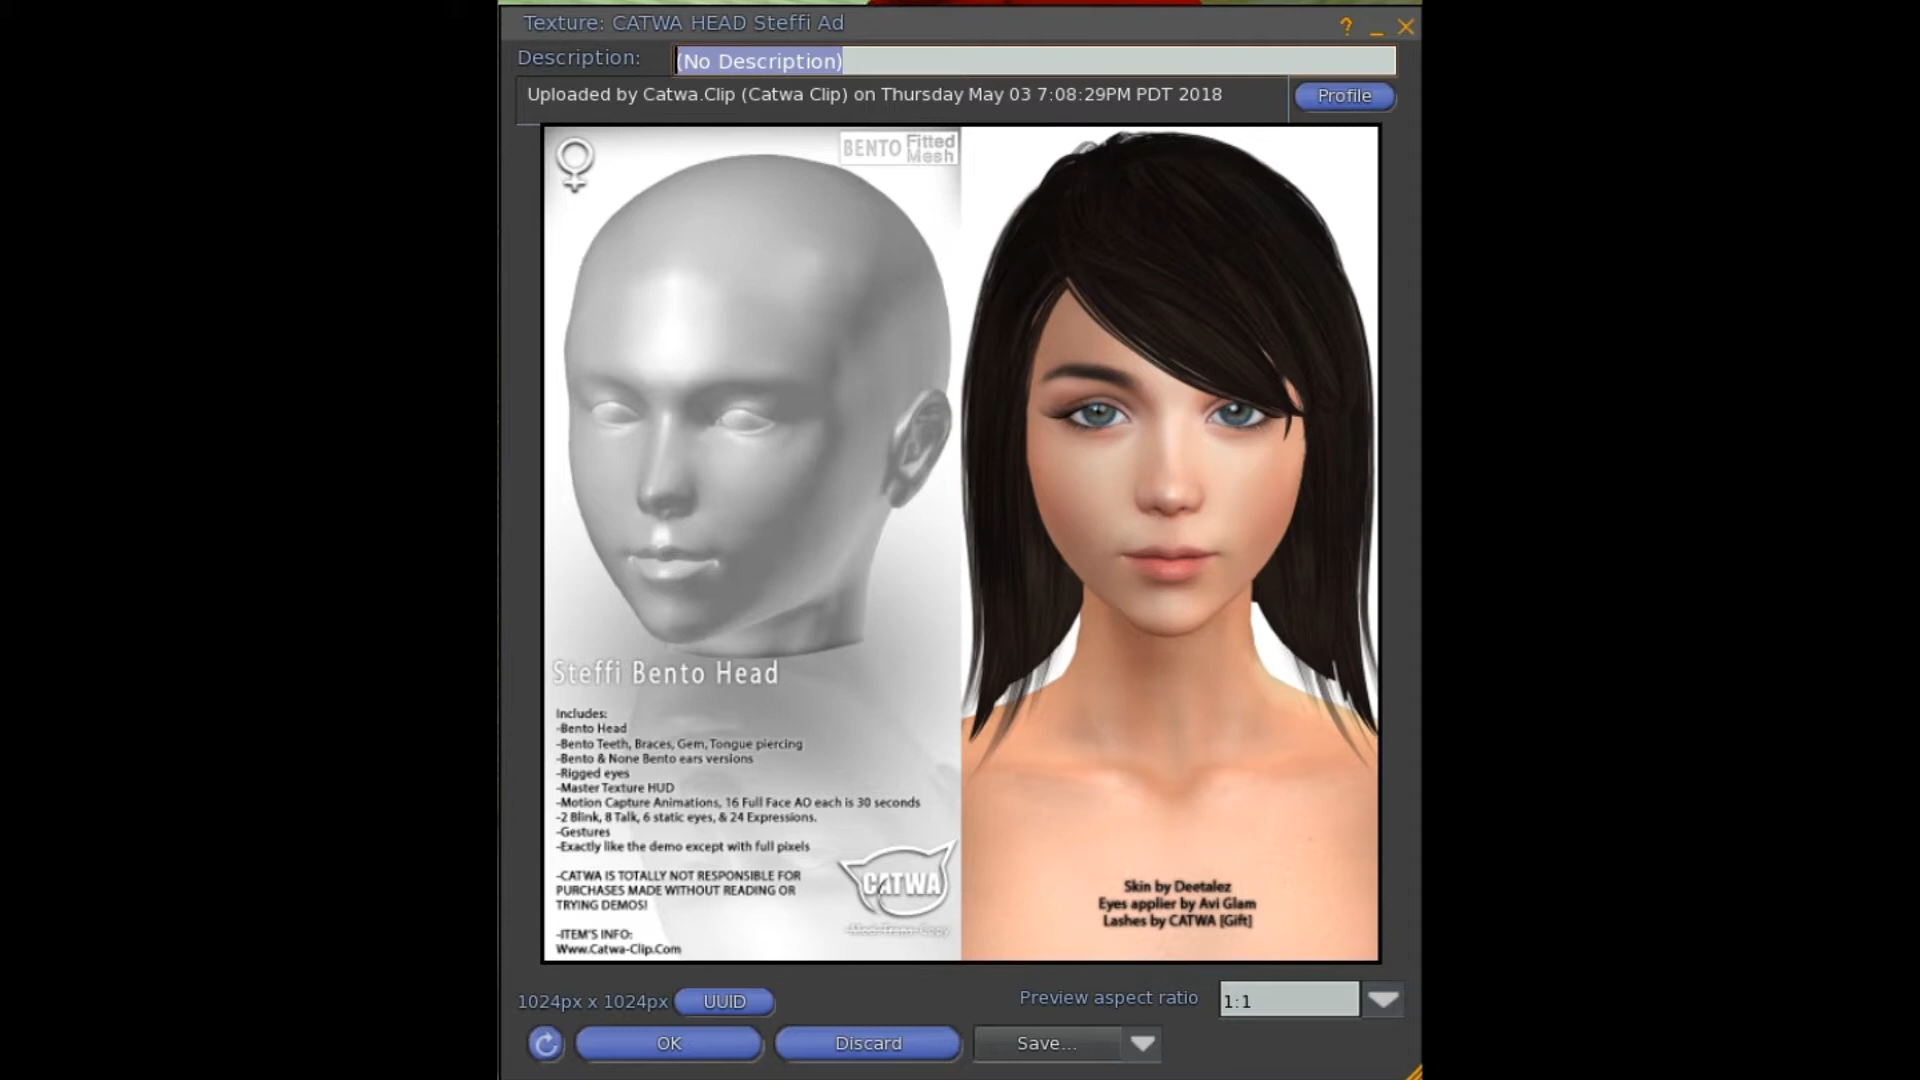 Texture: CATWA HEAD Steffi Ad
?
Description: (No Description)
Uploaded by Catwa.Clip (Catwa Clip) on Thursday May 03 7:08:29PM PDT 2018
Profile
BENTO Fitted Mesh
Steffi Bento Head
Includes:
-Bento Head
-Bento Teeth, Braces, Gem, Tongue piercing
-Bento & None Bento ears versions
-Rigged eyes
-Master Texture HUD
-Motion Capture Animations, 16 Full Face AO each is 30 seconds
-2 Blink, 8 Talk, 6 static eyes, & 24 Expressions.
-Gestures
-Exactly like the demo except with full pixels
-CATWA IS TOTALLY NOT RESPONSIBLE FOR
PURCHASES MADE WITHOUT READING OR
TRYING DEMOS!
-ITEM'S INFO:
Www.Catwa-Clip.Com
CATWA
Skin by Deetalez
Eyes applier by Avi Glam
Lashes by CATWA [Gift]
1024px x 1024px
UUID
Preview aspect ratio
1:1
OK
Discard
Save...